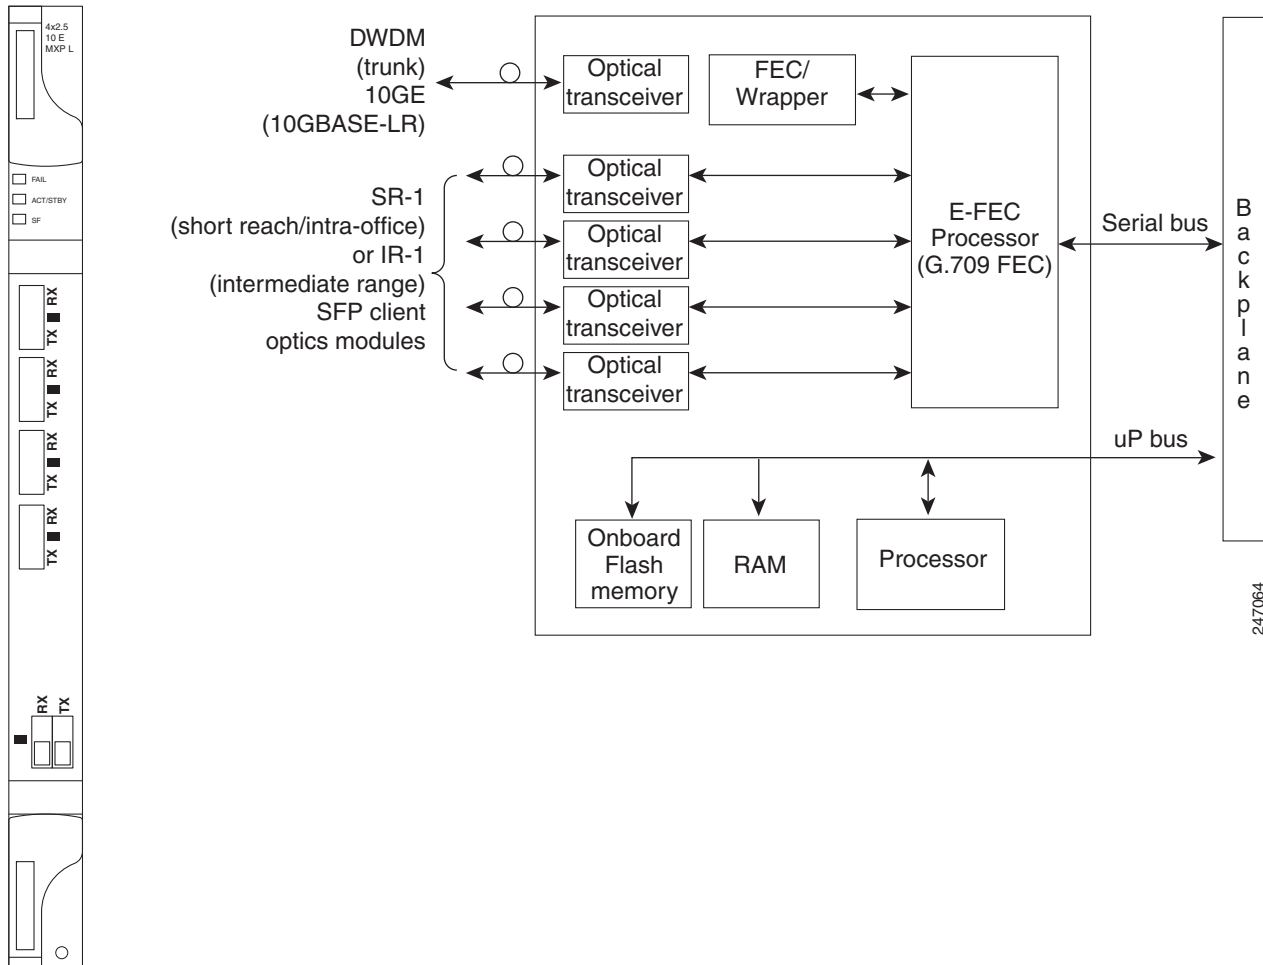 4x2.5
10 E
MXP L
FAIL
ACT/STBY
SF
RX
TX
RX
TX
RX
TX
RX
TX
RX
TX
DWDM
(trunk)
10GE
(10GBASE-LR)
SR-1
(short reach/intra-office)
or IR-1
(intermediate range)
SFP client
optics modules
Optical
transceiver
FEC/
Wrapper
Optical
transceiver
Optical
transceiver
Optical
transceiver
Optical
transceiver
E-FEC
Processor
(G.709 FEC)
Serial bus
uP bus
Onboard
Flash
memory
RAM
Processor
Backplane
247064